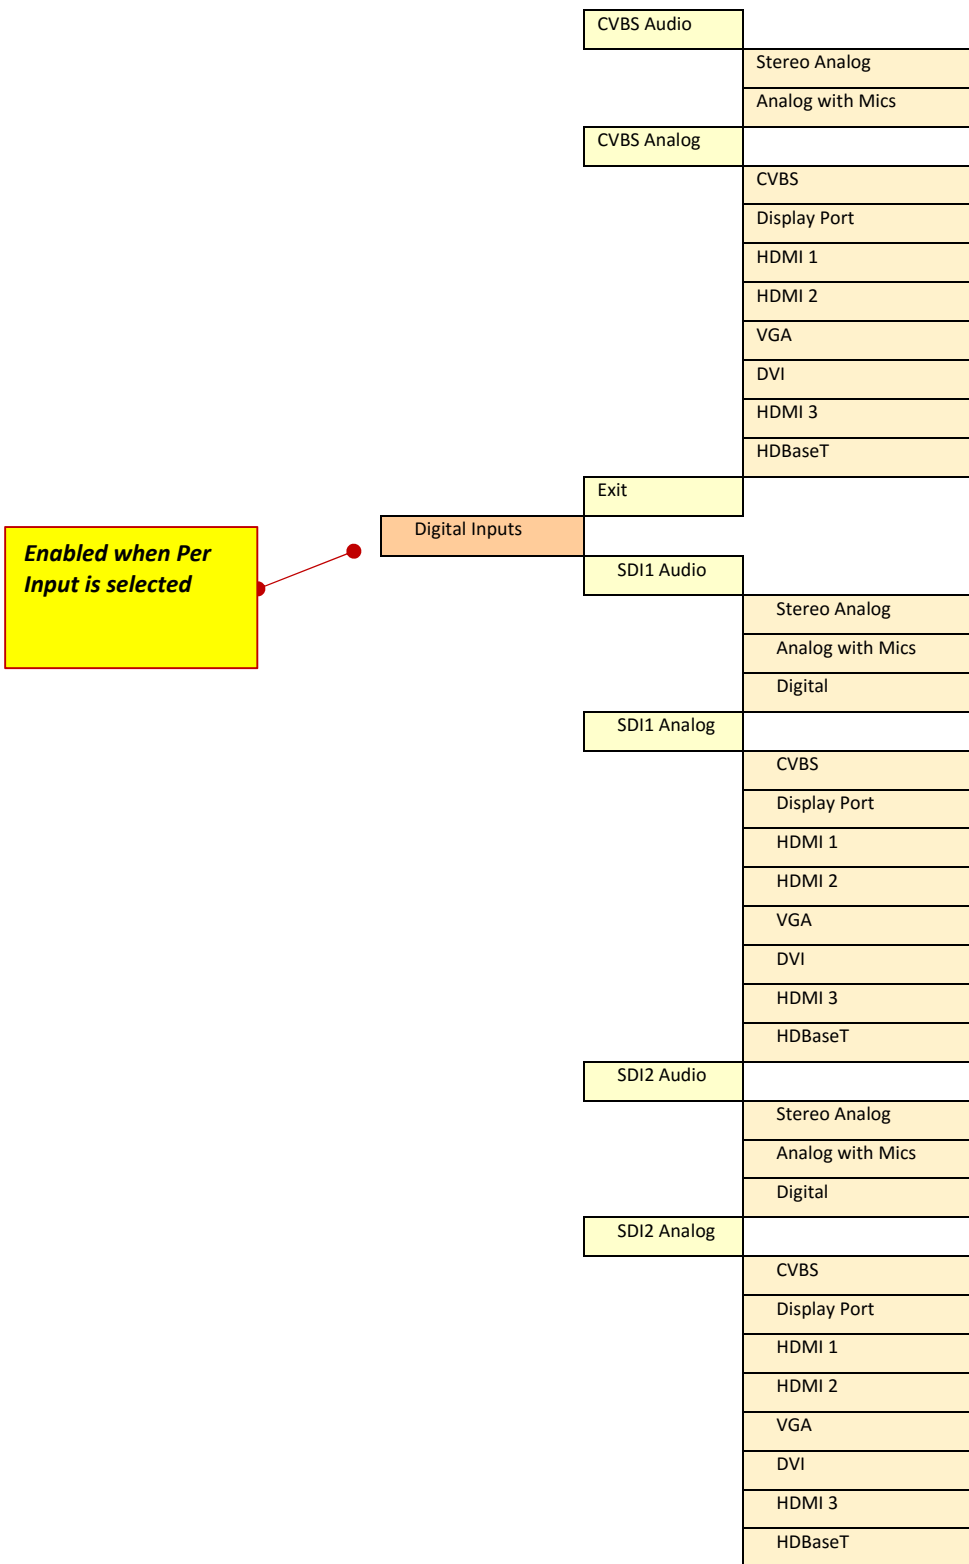 CVBS Audio
Stereo Analog
Analog with Mics
CVBS Analog
CVBS
Display Port
HDMI 1
HDMI 2
VGA
DVI
HDMI 3
HDBaseT
Exit
Digital Inputs
Enabled when Per
Input is selected
SDI1 Audio
Stereo Analog
Analog with Mics
Digital
SDI1 Analog
CVBS
Display Port
HDMI 1
HDMI 2
VGA
DVI
HDMI 3
HDBaseT
SDI2 Audio
Stereo Analog
Analog with Mics
Digital
SDI2 Analog
CVBS
Display Port
HDMI 1
HDMI 2
VGA
DVI
HDMI 3
HDBaseT